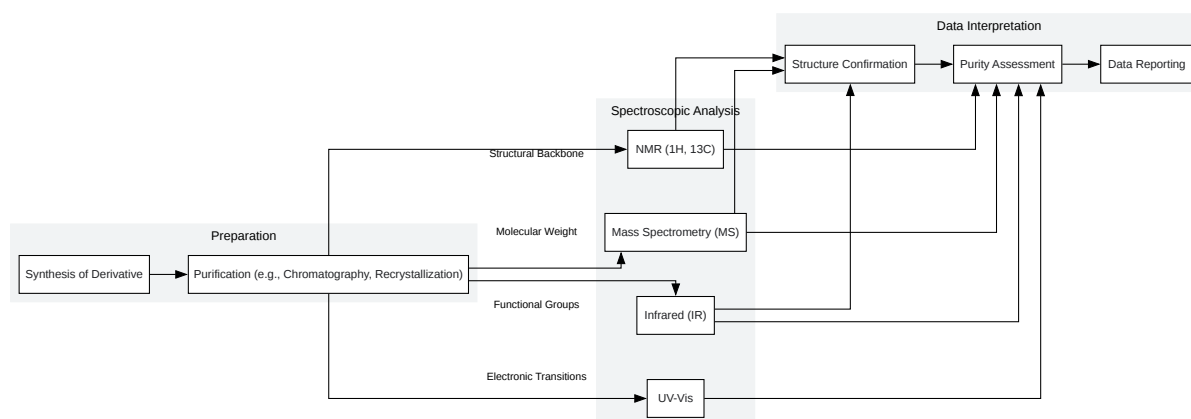 Data Interpretation
Structure Confirmation
Purity Assessment
Data Reporting
Spectroscopic Analysis
NMR (1H, 13C)
Structural Backbone
Molecular Weight
Mass Spectrometry (MS)
Preparation
Synthesis of Derivative
Purification (e.g., Chromatography, Recrystallization)
Functional Groups
Infrared (IR)
Electronic Transitions
UV-Vis